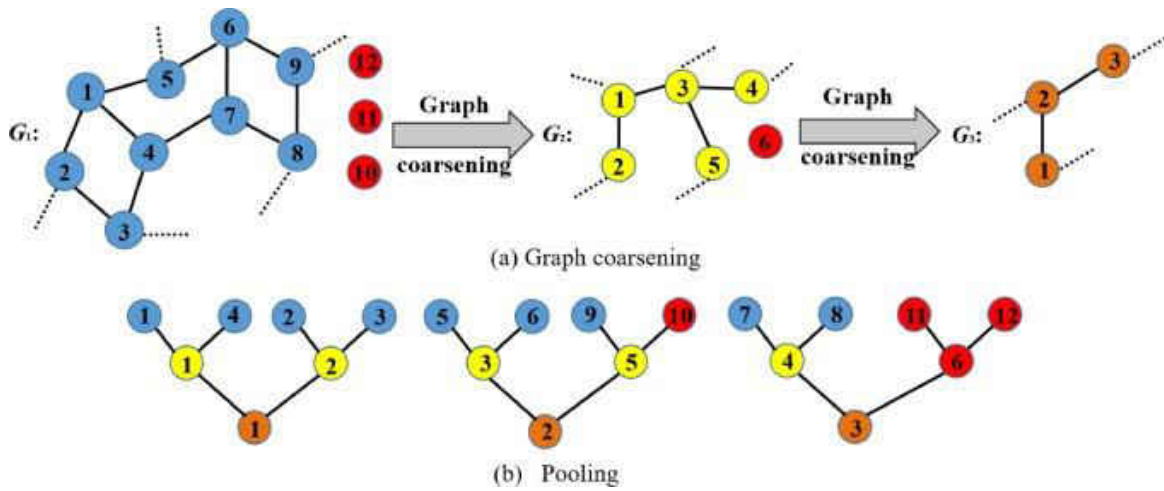 6
12
5
9
1
Graph
3
4
Graph
3
7
11
1
2
G₁:
4
G₂:
6
G₃:
8
coarsening
coarsening
2
10
2
5
1
3
(a) Graph coarsening
1 4 2 3 5 6 9 10 7 8 11 12
1 2 3 5 4 6
1 2 3
(b) Pooling